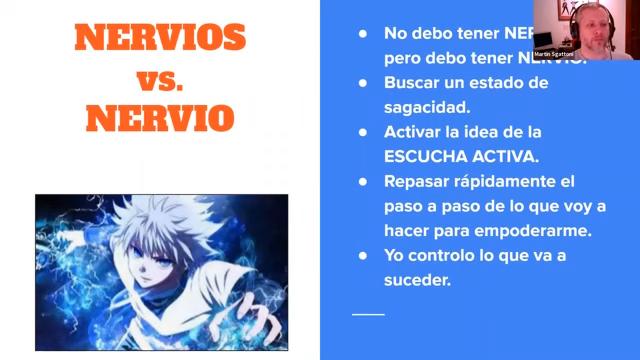 NERVIOS
vs.
NERVIO
● No debo tener
pero debo tener NERVIO.
● Buscar un estado de
sagacidad.
● Activar la idea de la
ESCUCHA ACTIVA.
● Repasar rápidamente el
paso a paso de lo que voy a
hacer para empoderarme.
● Yo controlo lo que va a
suceder.
Martin Sgattoni